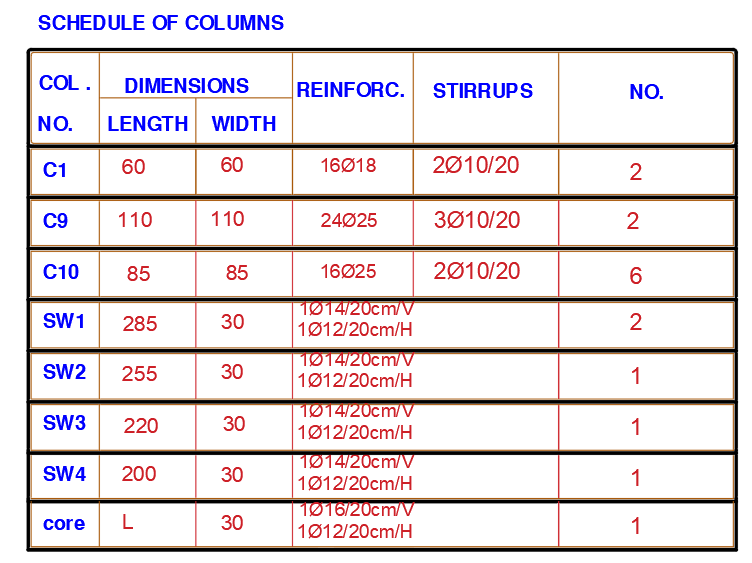 SCHEDULE OF COLUMNS
COL . DIMENSIONS REINFORC. STIRRUPS NO.
NO. LENGTH WIDTH
C1 60 60 16Ø18 2Ø10/20 2
C9 110 110 24Ø25 3Ø10/20 2
C10 85 85 16Ø25 2Ø10/20 6
SW1 285 30 1Ø14/20cm/V 2
1Ø12/20cm/H
SW2 255 30 1Ø14/20cm/V 1
1Ø12/20cm/H
SW3 220 30 1Ø14/20cm/V 1
1Ø12/20cm/H
SW4 200 30 1Ø14/20cm/V 1
1Ø12/20cm/H
core L 30 1Ø16/20cm/V 1
1Ø12/20cm/H